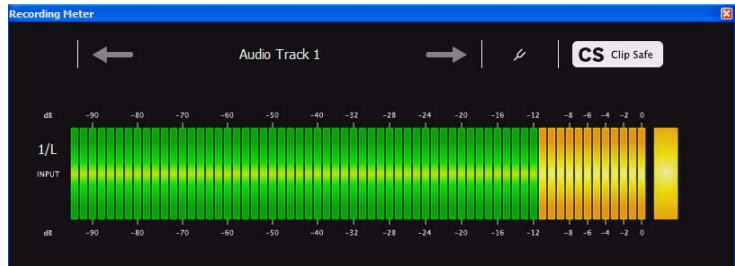 Recording Meter
Audio Track 1
CS Clip Safe
dB -90 -80 -70 -60 -50 -40 -32 -28 -24 -20 -16 -12 -8 -6 -4 -2 0
1/L
INPUT
dB -90 -80 -70 -60 -50 -40 -32 -28 -24 -20 -16 -12 -8 -6 -4 -2 0